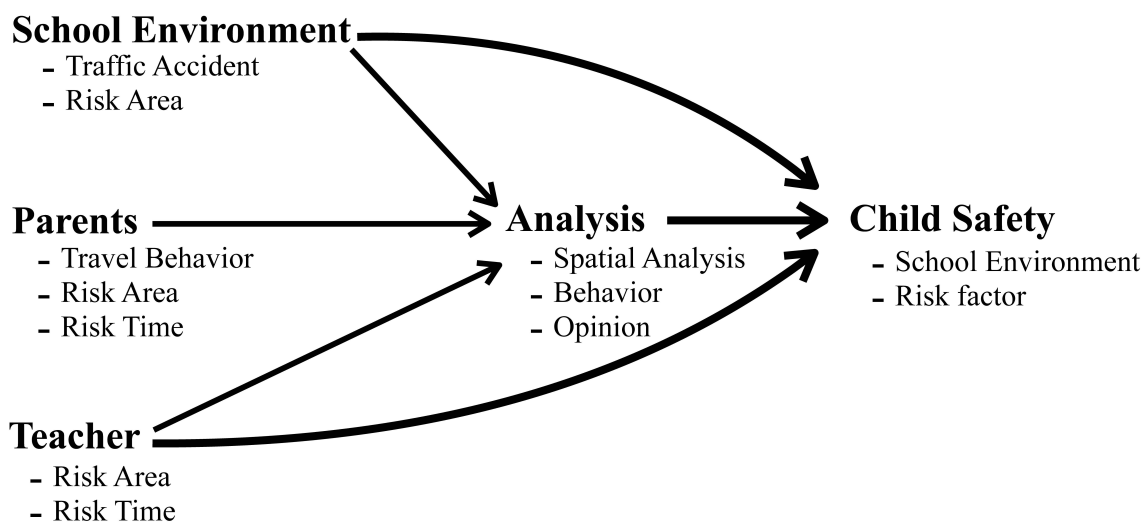 School Environment
- Traffic Accident
- Risk Area
Parents
- Travel Behavior
- Risk Area
- Risk Time
Teacher
- Risk Area
- Risk Time
Analysis
- Spatial Analysis
- Behavior
- Opinion
Child Safety
- School Environment
- Risk factor